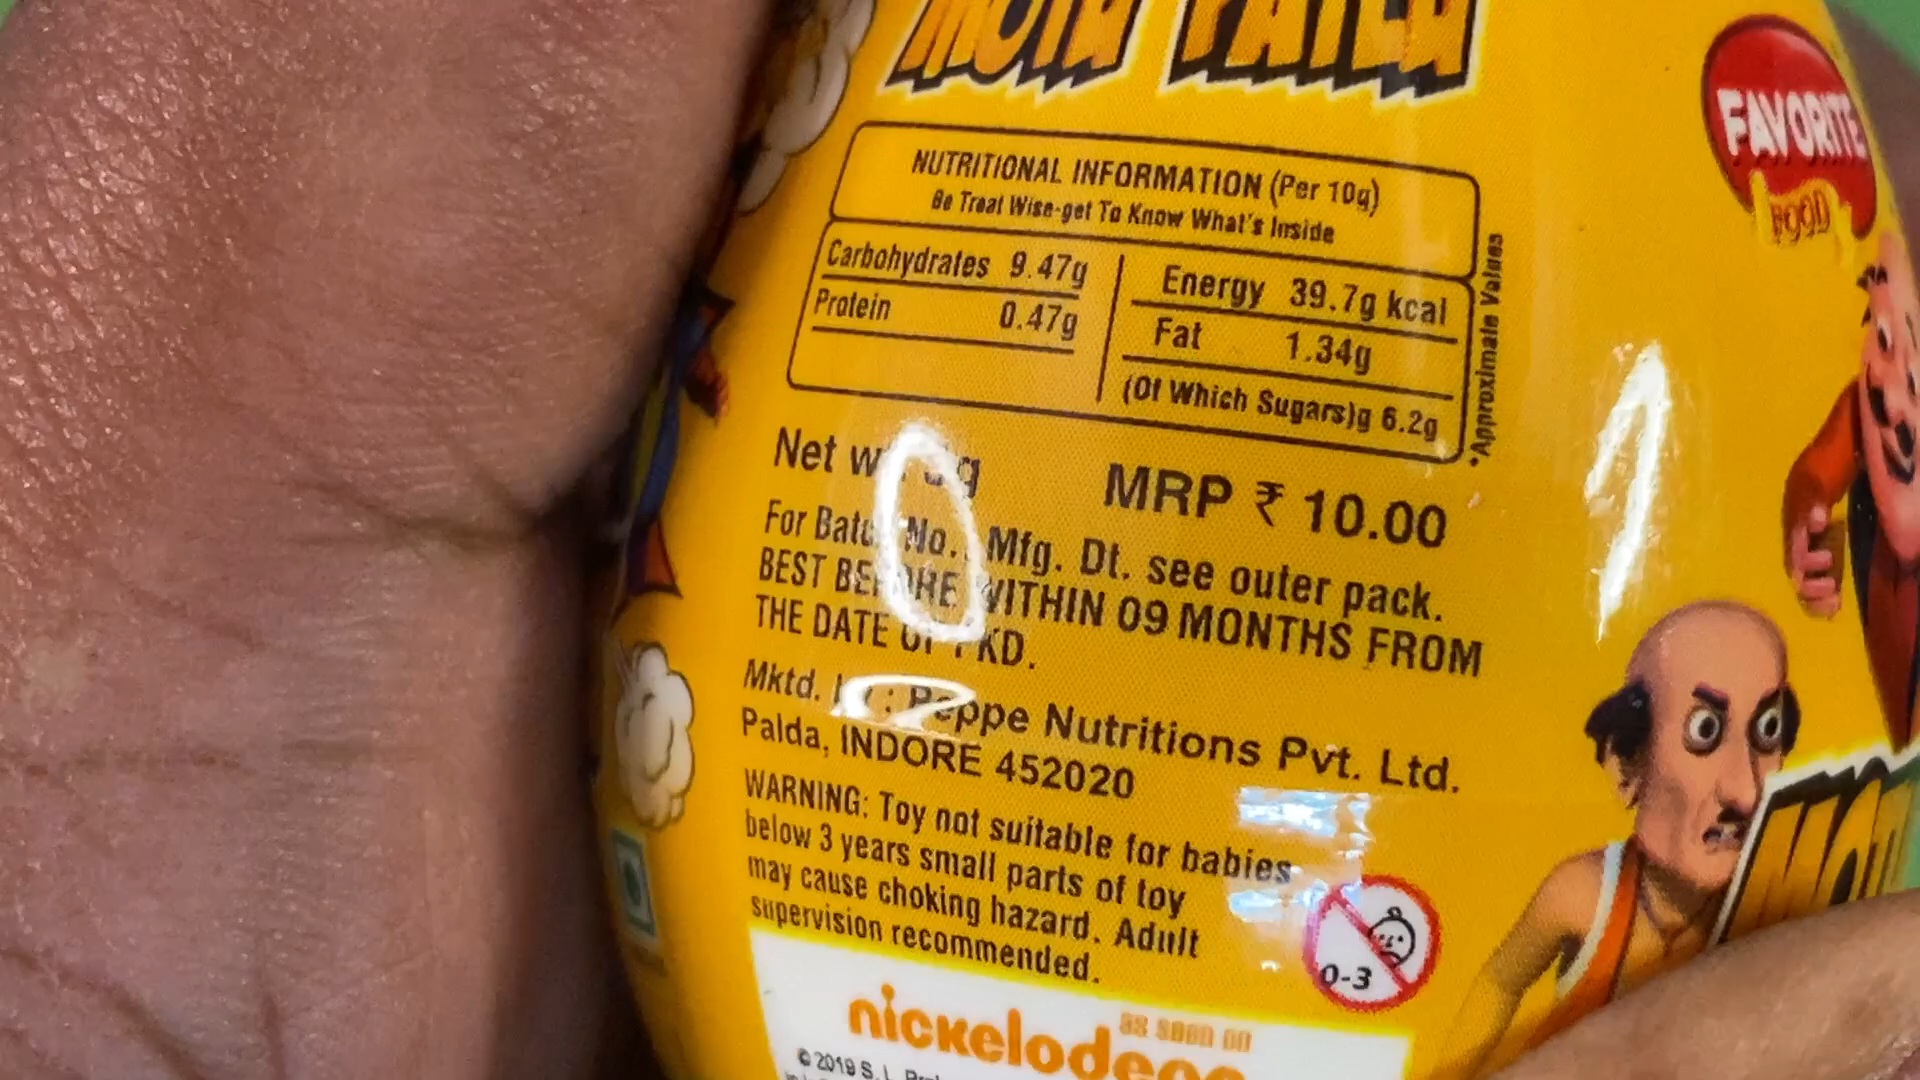 MOTU PATLU
FAVORITE
FOOD
NUTRITIONAL INFORMATION (Per 10g)
Be Treat Wise-get To Know What's Inside
Carbohydrates 9.47g
Protein 0.47g
Energy 39.7g kcal
Fat 1.34g
(Of Which Sugars)g 6.2g
*Approximate Values
Net g
MRP ₹ 10.00
For Batch No., Mfg. Dt. see outer pack.
BEST BEFORE WITHIN 09 MONTHS FROM
THE DATE OF PKD.
Mktd. by: Peppe Nutritions Pvt. Ltd.
Palda, INDORE 452020
WARNING: Toy not suitable for babies
below 3 years small parts of toy
may cause choking hazard. Adult
supervision recommended.
0-3
as seen on
nickelodeon
© 2019 S.
MOTU